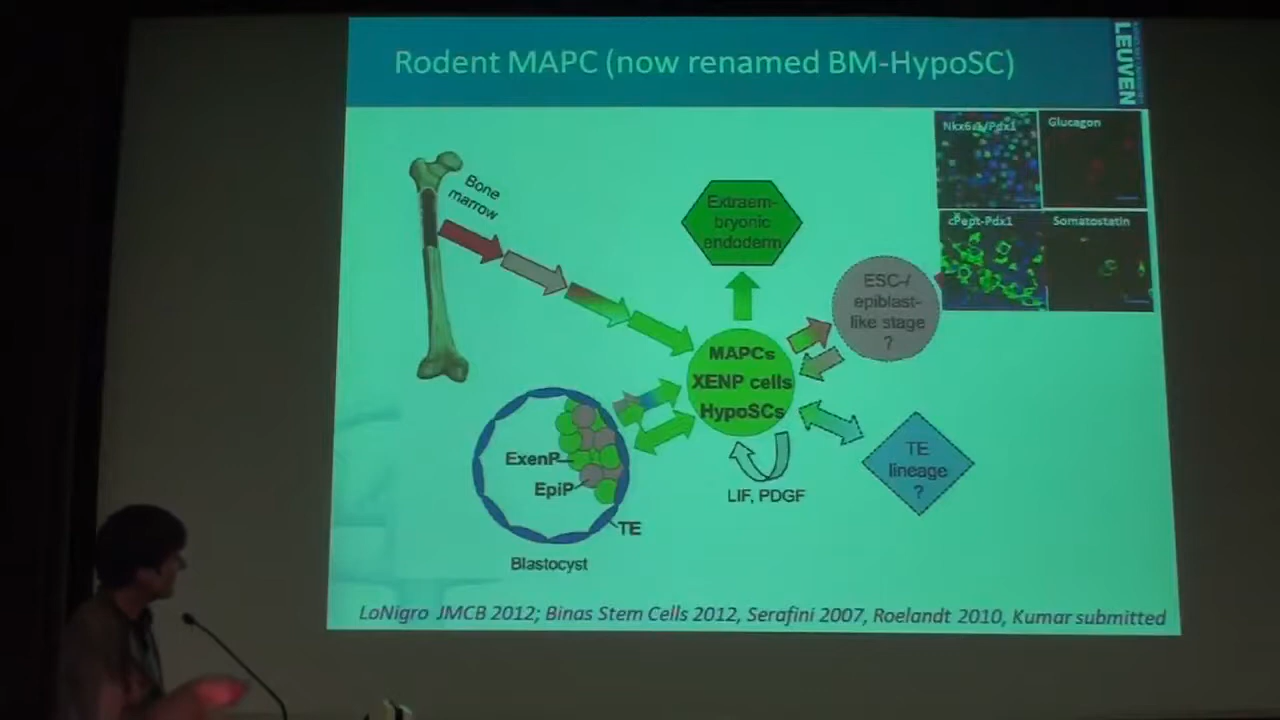 Rodent MAPC (now renamed BM-HypoSC)
LEUVEN
Nkx6.1/Pdx1
Glucagon
cPept-Pdx1
Somatostatin
Bone
marrow
Extraem-
bryonic
endoderm
ESC-/
epiblast-
like stage
?
MAPCs
XENP cells
HypoSCs
ExenP
EpiP
TE
Blastocyst
LIF, PDGF
TE
lineage
?
LoNigro JMCB 2012; Binas Stem Cells 2012, Serafini 2007, Roelandt 2010, Kumar submitted